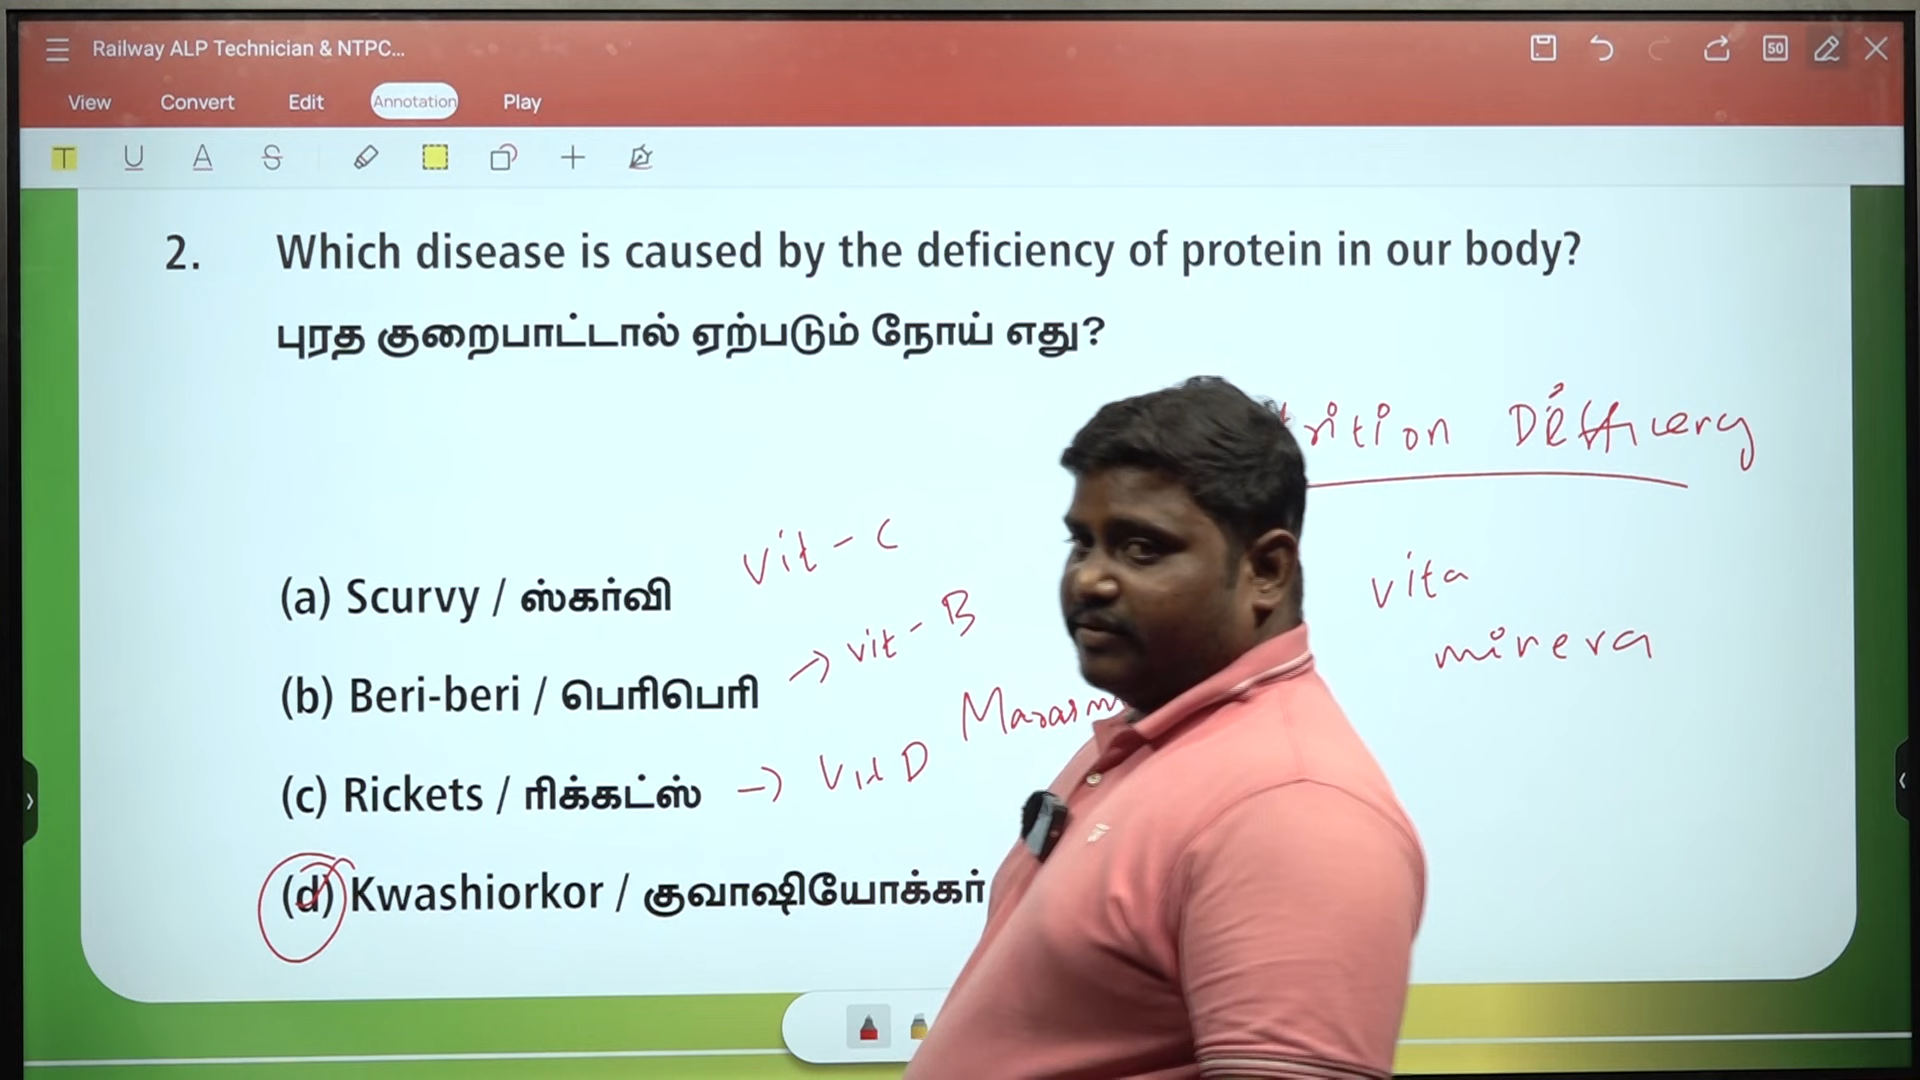 Railway ALP Technician & NTPC...
50
View Convert Edit Annotation Play
T U A S
2. Which disease is caused by the deficiency of protein in our body?
புரத குறைபாட்டால் ஏற்படும் நோய் எது?
vit - C
(a) Scurvy / ஸ்கர்வி
vita
→ vit - B
minera
(b) Beri-beri / பெரிபெரி
(c) Rickets / ரிக்கட்ஸ் → Vit D
(d) Kwashiorkor / குவாஷியோக்கர்